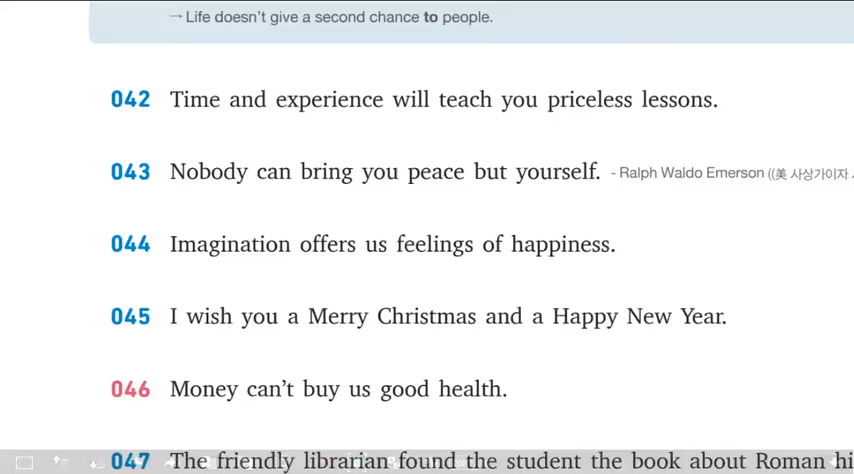 → Life doesn't give a second chance to people.
042 Time and experience will teach you priceless lessons.
043 Nobody can bring you peace but yourself. - Ralph Waldo Emerson ((美 사상가이자
044 Imagination offers us feelings of happiness.
045 I wish you a Merry Christmas and a Happy New Year.
046 Money can't buy us good health.
047 The friendly librarian found the student the book about Roman hi